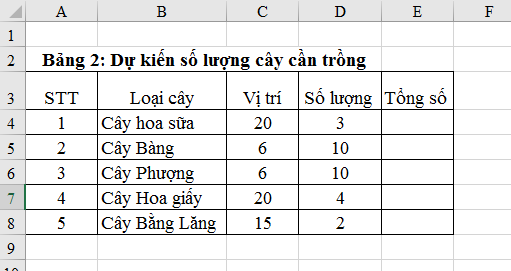 A B C D E F
1
2 Bảng 2: Dự kiến số lượng cây cần trồng
3 STT Loại cây Vị trí Số lượng Tổng số
4 1 Cây hoa sữa 20 3
5 2 Cây Bàng 6 10
6 3 Cây Phượng 6 10
7 4 Cây Hoa giấy 20 4
8 5 Cây Bằng Lăng 15 2
9
10